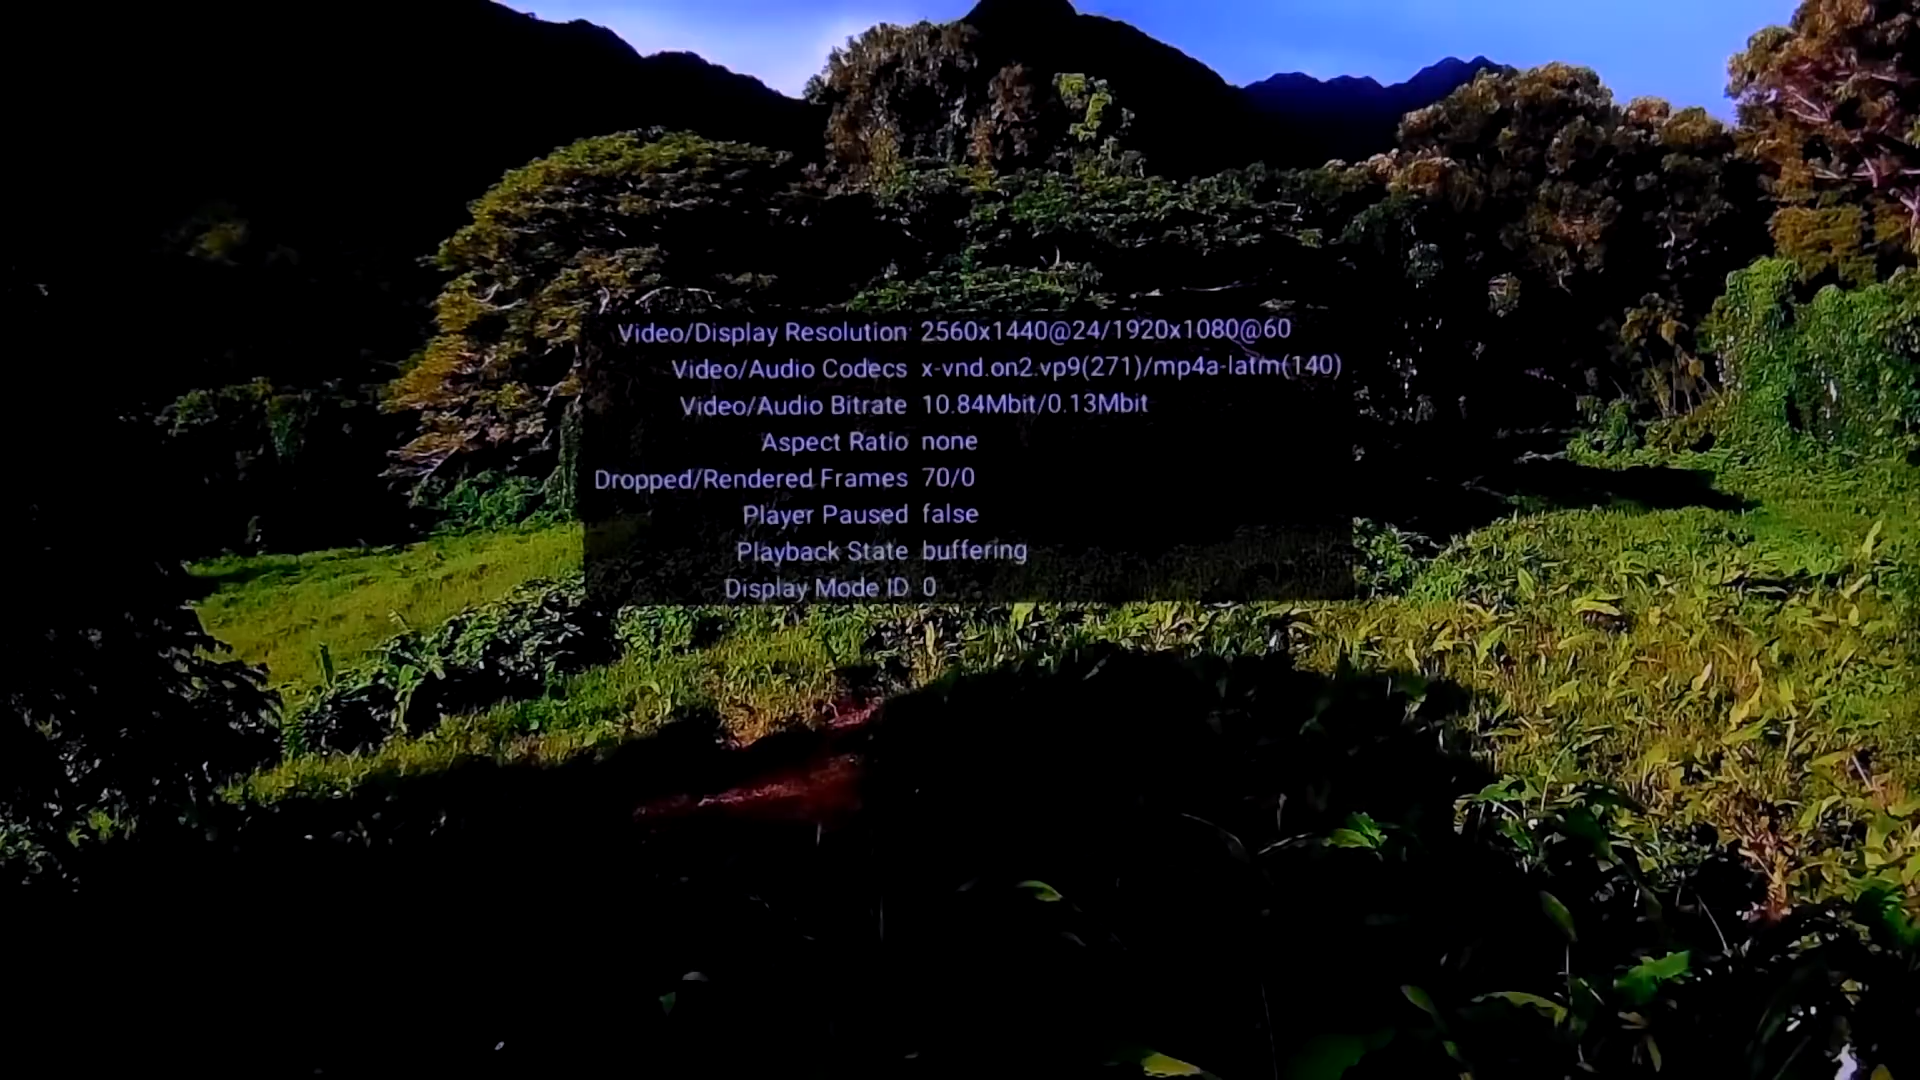 Video/Display Resolution 2560x1440@24/1920x1080@60
Video/Audio Codecs x-vnd.on2.vp9(271)/mp4a-latm(140)
Video/Audio Bitrate 10.84Mbit/0.13Mbit
Aspect Ratio none
Dropped/Rendered Frames 70/0
Player Paused false
Playback State buffering
Display Mode ID 0